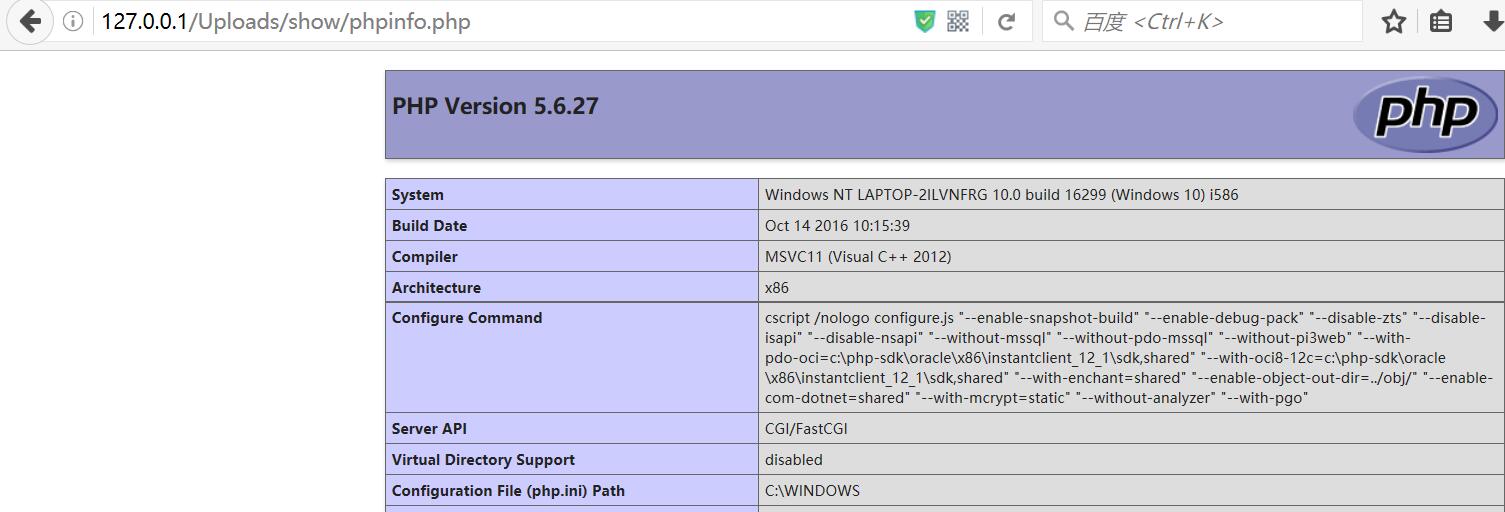 127.0.0.1/Uploads/show/phpinfo.php
百度 <Ctrl+K>
PHP Version 5.6.27
php
System Windows NT LAPTOP-2ILVNFRG 10.0 build 16299 (Windows 10) i586
Build Date Oct 14 2016 10:15:39
Compiler MSVC11 (Visual C++ 2012)
Architecture x86
Configure Command cscript /nologo configure.js "--enable-snapshot-build" "--enable-debug-pack" "--disable-zts" "--disable-
isapi" "--disable-nsapi" "--without-mssql" "--without-pdo-mssql" "--without-pi3web" "--with-
pdo-oci=c:\php-sdk\oracle\x86\instantclient_12_1\sdk,shared" "--with-oci8-12c=c:\php-sdk\oracle
\x86\instantclient_12_1\sdk,shared" "--with-enchant=shared" "--enable-object-out-dir=../obj/" "--enable-
com-dotnet=shared" "--with-mcrypt=static" "--without-analyzer" "--with-pgo"
Server API CGI/FastCGI
Virtual Directory Support disabled
Configuration File (php.ini) Path C:\WINDOWS